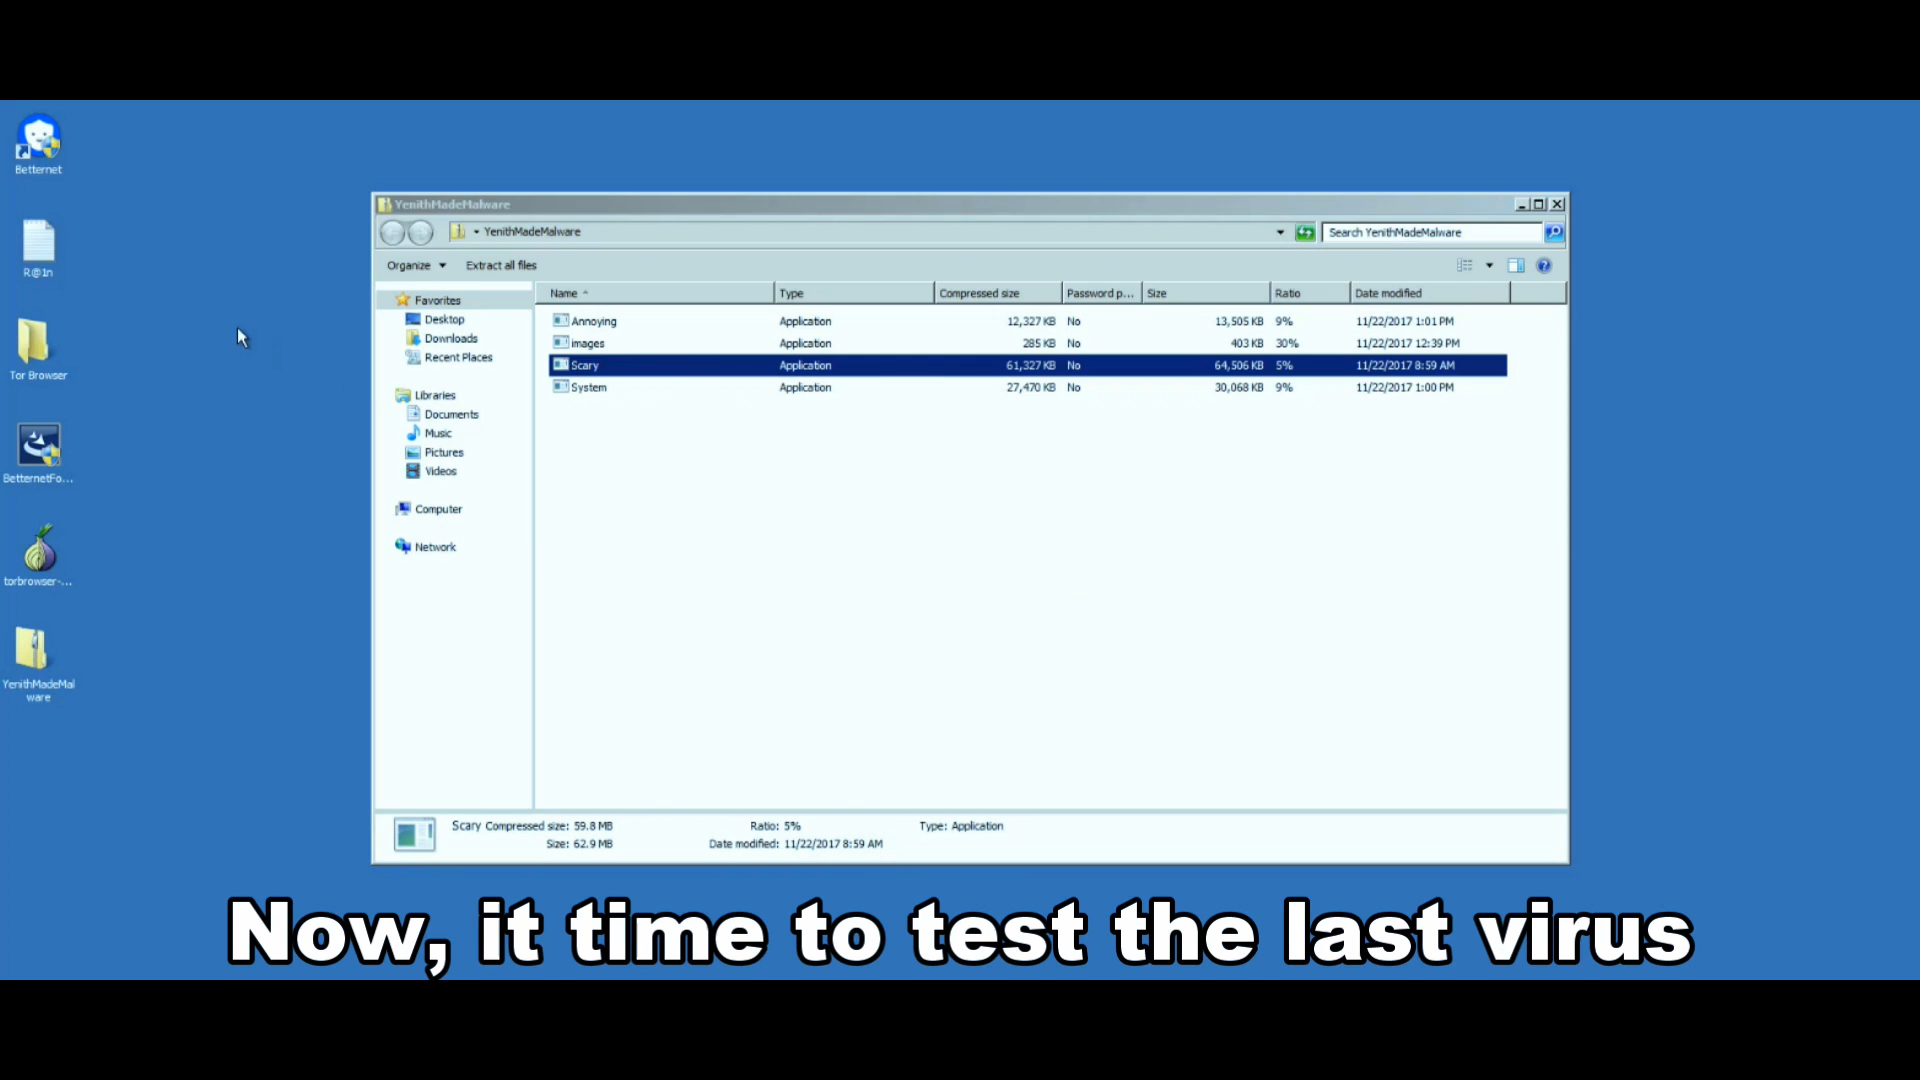 Betternet
R@1n
Tor Browser
BetternetFo...
torbrowser-...
YenithMadeMal
ware
YenithMadeMalware
YenithMadeMalware
Search YenithMadeMalware
Organize
Extract all files
Favorites
Desktop
Downloads
Recent Places
Libraries
Documents
Music
Pictures
Videos
Computer
Network
Name Type Compressed size Password p... Size Ratio Date modified
Annoying Application 12,327 KB No 13,505 KB 9% 11/22/2017 1:01 PM
images Application 285 KB No 403 KB 30% 11/22/2017 12:39 PM
Scary Application 61,327 KB No 64,506 KB 5% 11/22/2017 8:59 AM
System Application 27,470 KB No 30,068 KB 9% 11/22/2017 1:00 PM
Scary Compressed size: 59.8 MB Ratio: 5% Type: Application
Size: 62.9 MB Date modified: 11/22/2017 8:59 AM
Now, it time to test the last virus